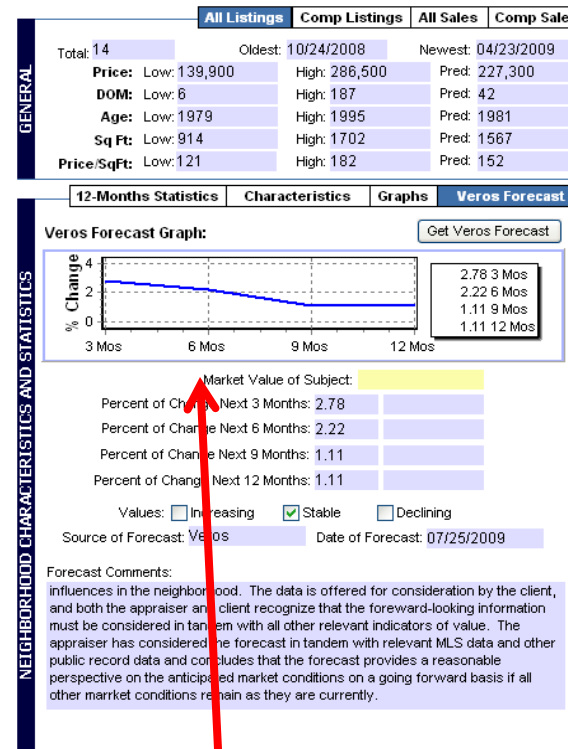 All Listings Comp Listings All Sales Comp Sale
GENERAL
Total: 14 Oldest: 10/24/2008 Newest: 04/23/2009
Price: Low: 139,900 High: 286,500 Pred: 227,300
DOM: Low: 6 High: 187 Pred: 42
Age: Low: 1979 High: 1995 Pred: 1981
Sq Ft: Low: 914 High: 1702 Pred: 1567
Price/SqFt: Low: 121 High: 182 Pred: 152
NEIGHBORHOOD CHARACTERISTICS AND STATISTICS
12-Months Statistics Characteristics Graphs Veros Forecast
Veros Forecast Graph: Get Veros Forecast
% Change
4
2
0
3 Mos 6 Mos 9 Mos 12 Mos
2.78 3 Mos
2.22 6 Mos
1.11 9 Mos
1.11 12 Mos
Market Value of Subject:
Percent of Change Next 3 Months: 2.78
Percent of Change Next 6 Months: 2.22
Percent of Change Next 9 Months: 1.11
Percent of Change Next 12 Months: 1.11
Values: Increasing Stable Declining
Source of Forecast: Veros Date of Forecast: 07/25/2009
Forecast Comments:
influences in the neighborhood. The data is offered for consideration by the client,
and both the appraiser and client recognize that the foreward-looking information
must be considered in tandem with all other relevant indicators of value. The
appraiser has considered the forecast in tandem with relevant MLS data and other
public record data and concludes that the forecast provides a reasonable
perspective on the anticipated market conditions on a going forward basis if all
other marrket conditions remain as they are currently.